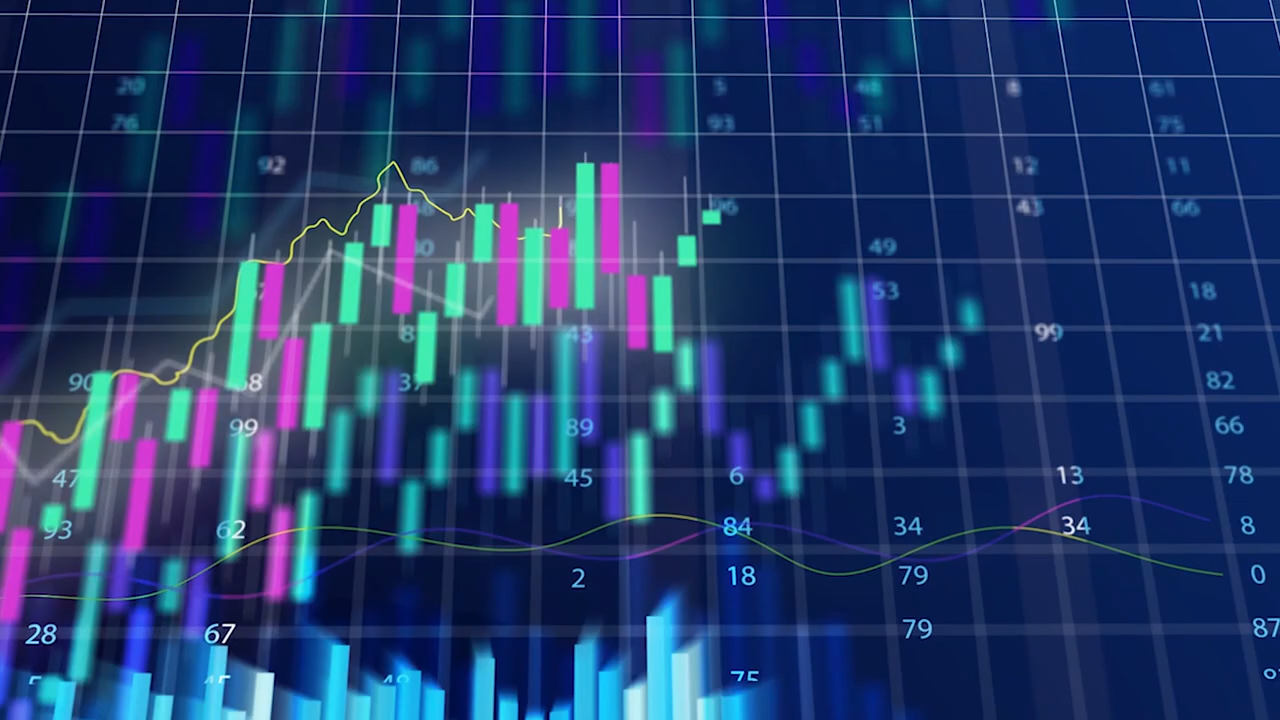 20 5 48 8 61
76 93 51 75
92 86 12 11
96 43 66
49
53 18
8 43 99 21
90 68 37 82
99 89 3 66
47 45 6 13 78
93 62 84 34 34 8
2 18 79 0
28 67 79 87